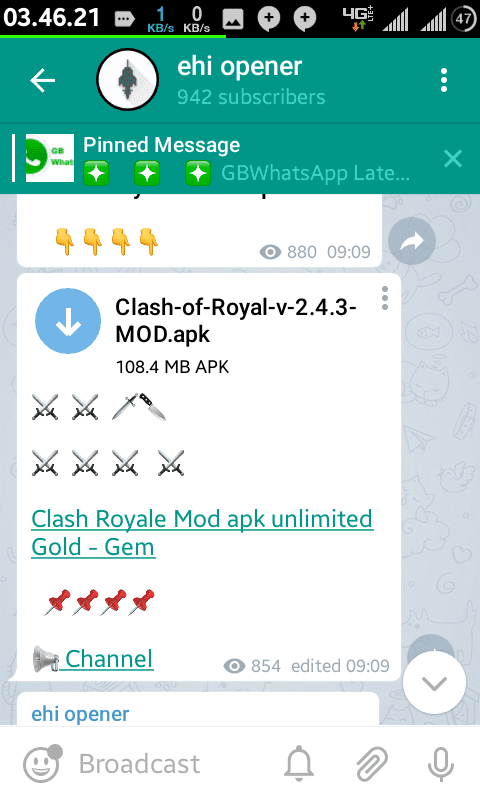 03.46.21 1 KB/s 0 KB/s 4G LTE 47
ehi opener
942 subscribers
Pinned Message
GB What
GBWhatsApp Late...
👇👇👇👇 880 09:09
Clash-of-Royal-v-2.4.3-
MOD.apk
108.4 MB APK
Clash Royale Mod apk unlimited
Gold - Gem
Channel 854 edited 09:09
ehi opener
Broadcast